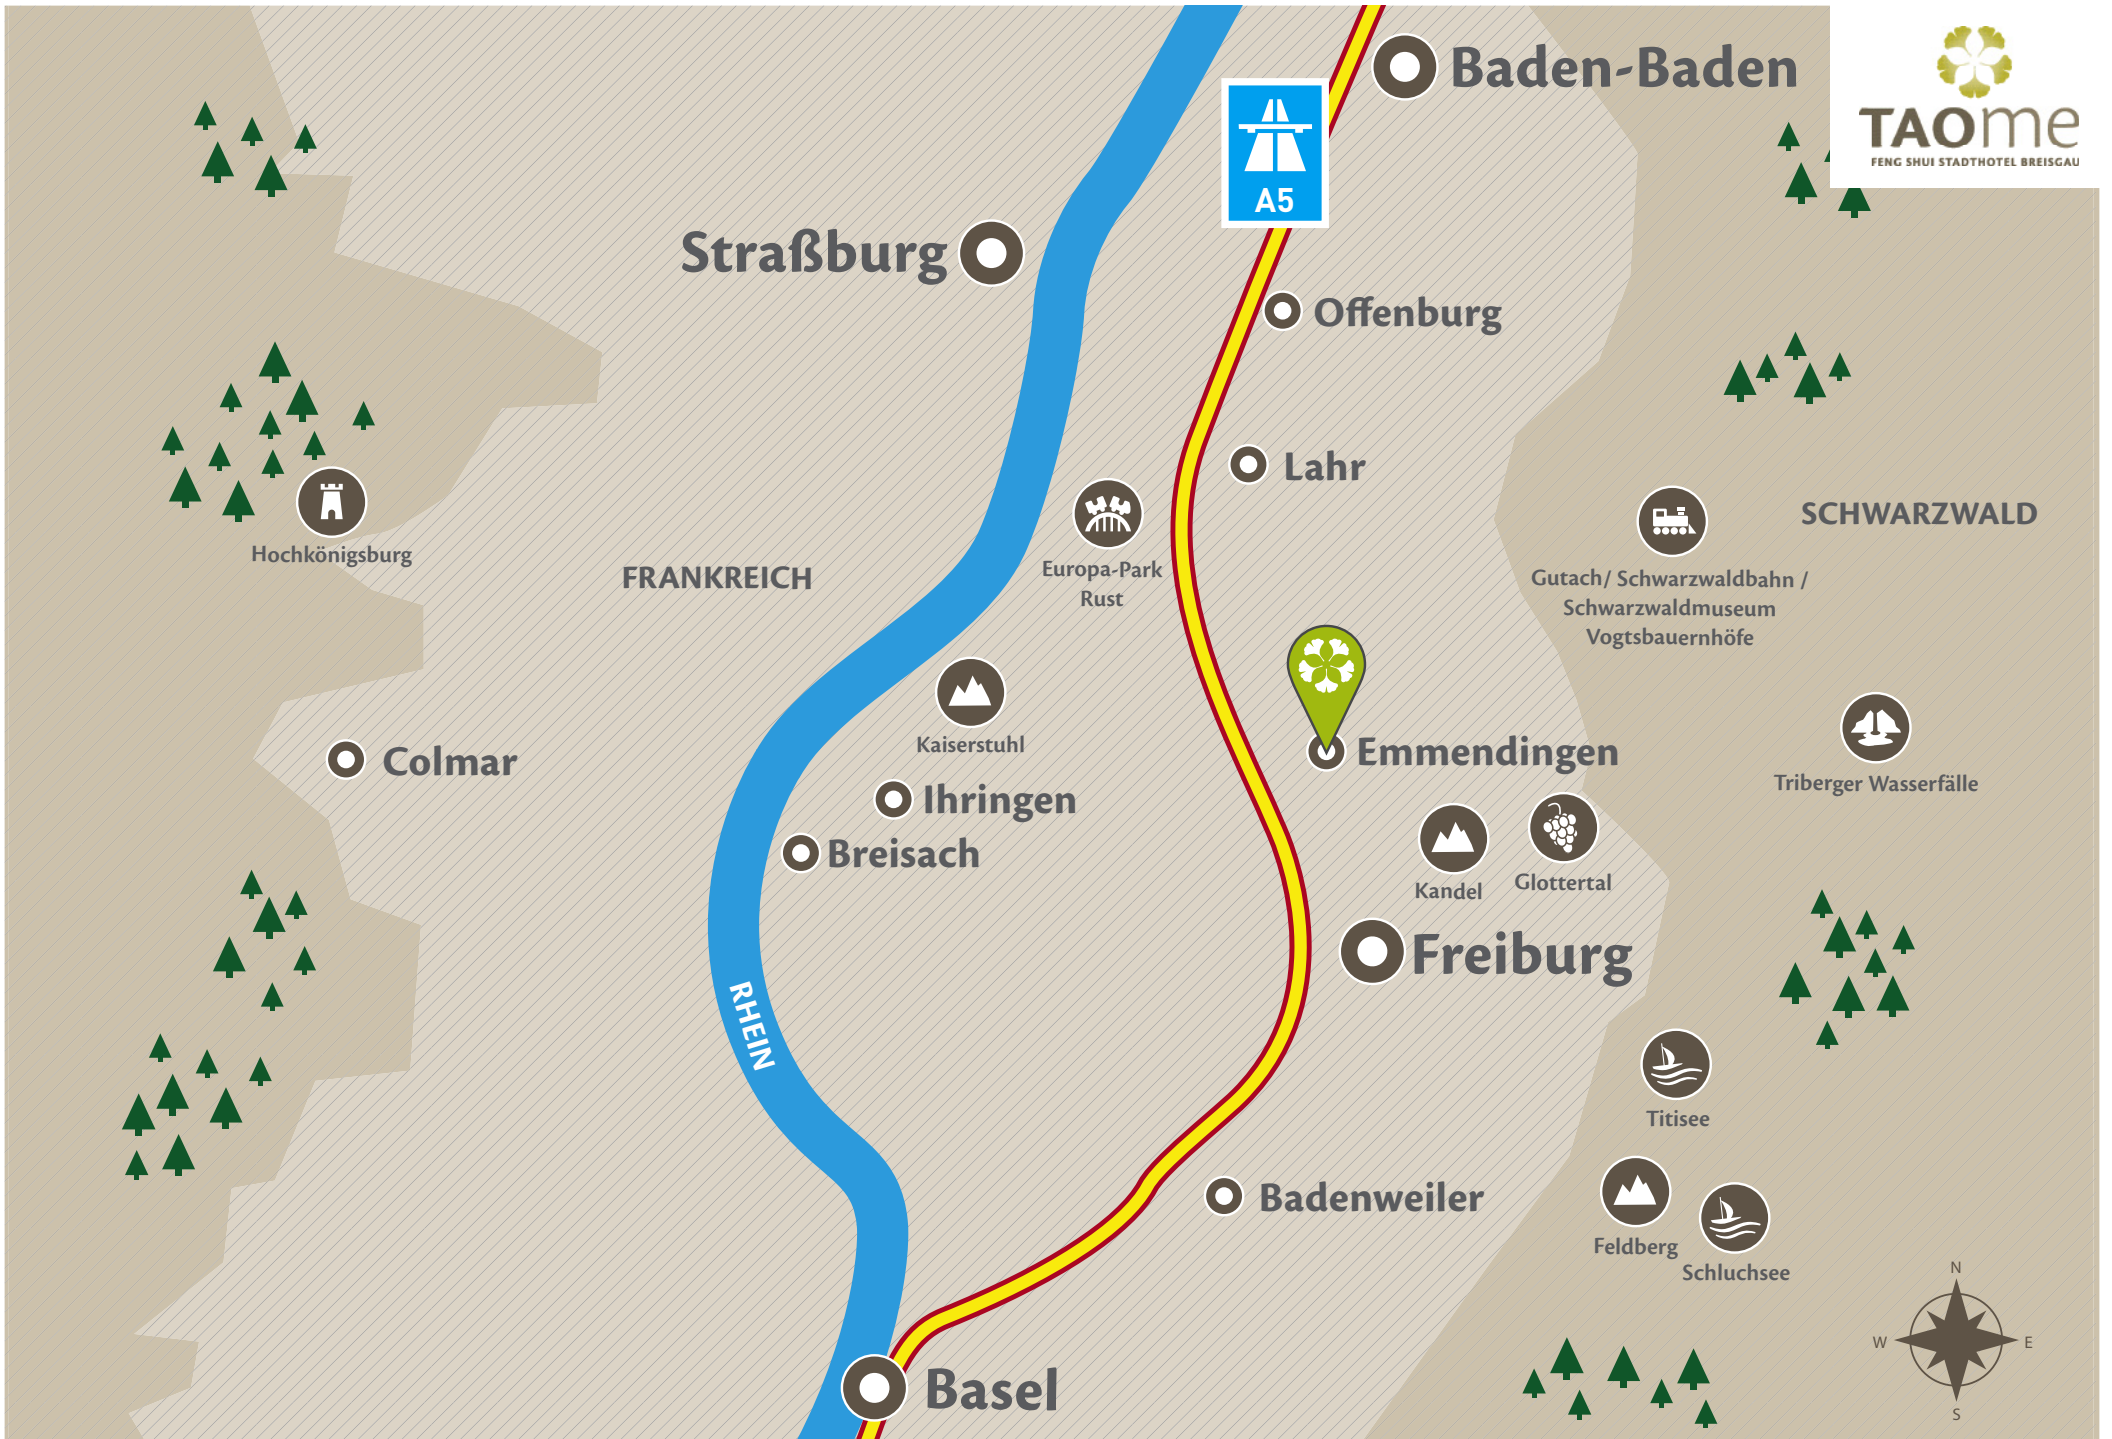 Baden-Baden
TAOme
FENG SHUI STADTHOTEL BREISGAU
A5
Straßburg
Offenburg
Lahr
SCHWARZWALD
Hochkönigsburg
FRANKREICH
Europa-Park
Rust
Gutach/ Schwarzwaldbahn /
Schwarzwaldmuseum
Vogtsbauernhöfe
Kaiserstuhl
Emmendingen
Colmar
Triberger Wasserfälle
Ihringen
Breisach
Kandel
Glottertal
Freiburg
RHEIN
Titisee
Badenweiler
Feldberg
Schluchsee
N
W
E
S
Basel